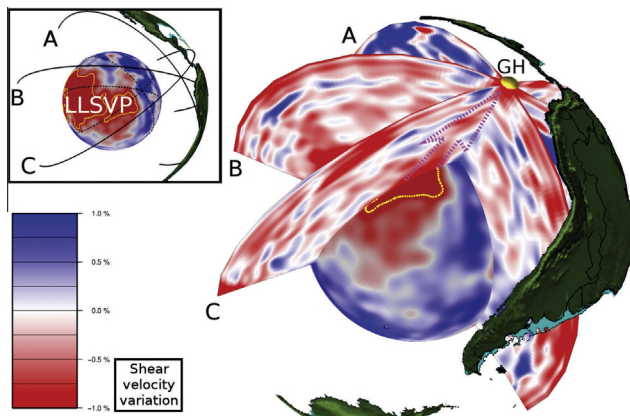 A
B
LLSVP
C
A
GH
B
C
1.0 %
0.5 %
0.0 %
−0.5 %
−1.0 %
Shear
velocity
variation